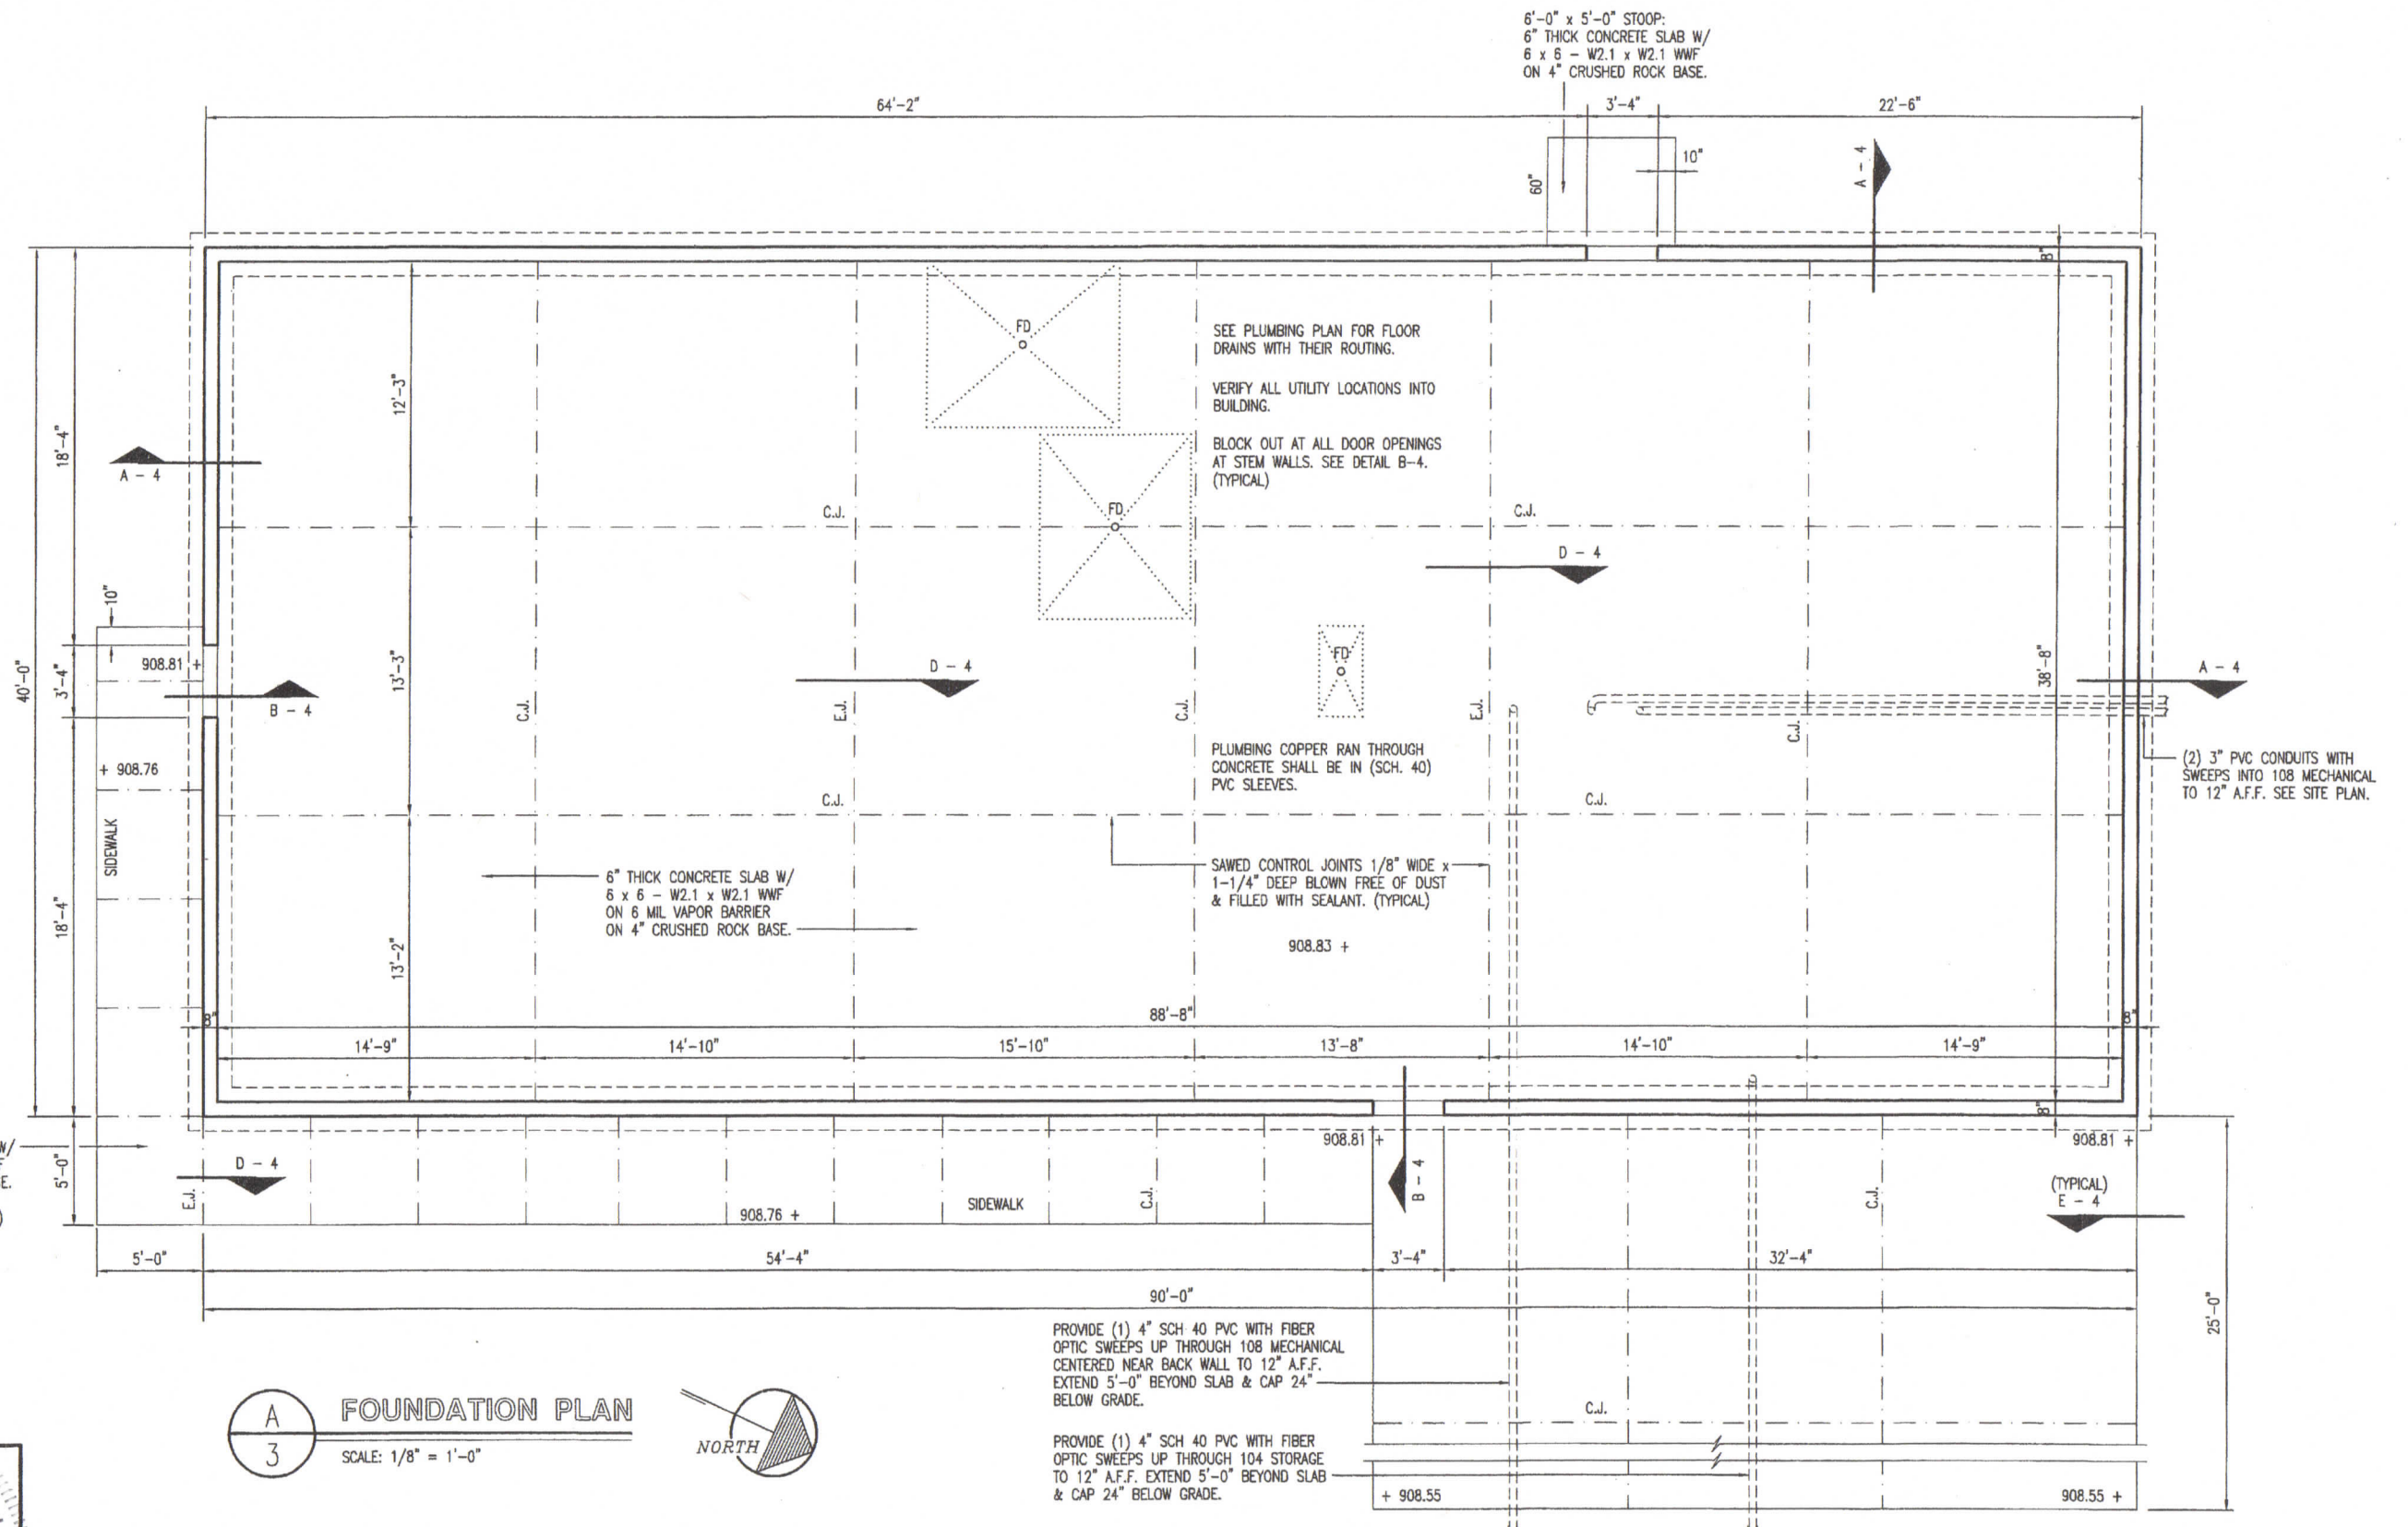 6'-0" x 5'-0" STOOP:
6" THICK CONCRETE SLAB W/
6 x 6 - W2.1 x W2.1 WWF
ON 4" CRUSHED ROCK BASE.
64'-2"
3'-4"
22'-6"
10"
60"
A - 4
8"
SEE PLUMBING PLAN FOR FLOOR
DRAINS WITH THEIR ROUTING.
VERIFY ALL UTILITY LOCATIONS INTO
BUILDING.
BLOCK OUT AT ALL DOOR OPENINGS
AT STEM WALLS. SEE DETAIL B-4.
(TYPICAL)
FD
12'-3"
18'-4"
A - 4
C.J.
FD
C.J.
D - 4
10"
40'-0"
3'-4"
908.81 +
B - 4
13'-3"
C.J.
E.J.
D - 4
C.J.
FD
E.J.
C.J.
38'-8"
A - 4
+ 908.76
PLUMBING COPPER RAN THROUGH
CONCRETE SHALL BE IN (SCH. 40)
PVC SLEEVES.
(2) 3" PVC CONDUITS WITH
SWEEPS INTO 108 MECHANICAL
TO 12" A.F.F. SEE SITE PLAN.
C.J.
C.J.
SIDEWALK
18'-4"
13'-2"
6" THICK CONCRETE SLAB W/
6 x 6 - W2.1 x W2.1 WWF
ON 6 MIL VAPOR BARRIER
ON 4" CRUSHED ROCK BASE.
SAWED CONTROL JOINTS 1/8" WIDE x
1-1/4" DEEP BLOWN FREE OF DUST
& FILLED WITH SEALANT. (TYPICAL)
908.83 +
8"
88'-8"
8"
14'-9"
14'-10"
15'-10"
13'-8"
14'-10"
14'-9"
8"
W/
E.
)
5'-0"
E.J.
D - 4
908.76 +
SIDEWALK
C.J.
908.81 +
B - 4
C.J.
908.81 +
(TYPICAL)
E - 4
5'-0"
54'-4"
3'-4"
32'-4"
90'-0"
25'-0"
PROVIDE (1) 4" SCH 40 PVC WITH FIBER
OPTIC SWEEPS UP THROUGH 108 MECHANICAL
CENTERED NEAR BACK WALL TO 12" A.F.F.
EXTEND 5'-0" BEYOND SLAB & CAP 24"
BELOW GRADE.
PROVIDE (1) 4" SCH 40 PVC WITH FIBER
OPTIC SWEEPS UP THROUGH 104 STORAGE
TO 12" A.F.F. EXTEND 5'-0" BEYOND SLAB
& CAP 24" BELOW GRADE.
C.J.
+ 908.55
908.55 +
A
3
FOUNDATION PLAN
SCALE: 1/8" = 1'-0"
NORTH